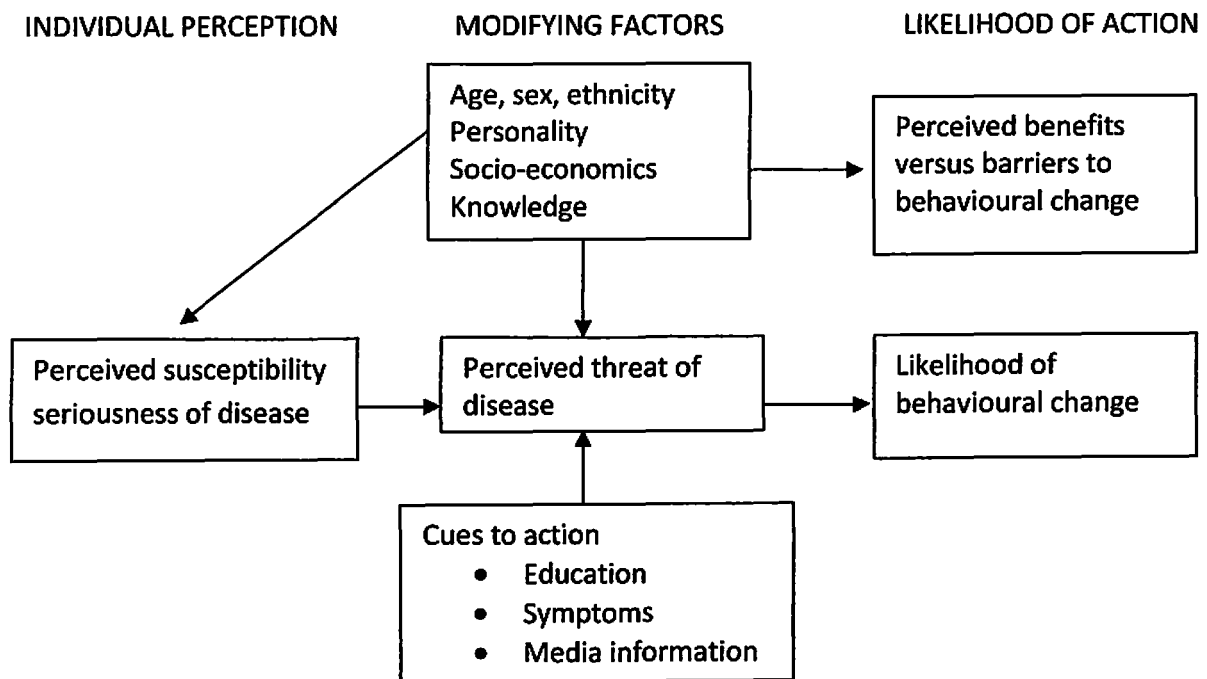 INDIVIDUAL PERCEPTION
MODIFYING FACTORS
LIKELIHOOD OF ACTION
Age, sex, ethnicity
Personality
Socio-economics
Knowledge
Perceived benefits
versus barriers to
behavioural change
Perceived susceptibility
seriousness of disease
Perceived threat of
disease
Likelihood of
behavioural change
Cues to action
• Education
• Symptoms
• Media information